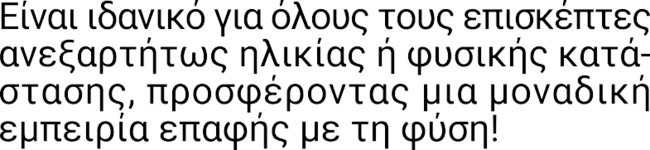 Είναι ιδανικό για όλους τους επισκέπτες
ανεξαρτήτως ηλικίας ή φυσικής κατά-
στασης, προσφέροντας μια μοναδική
εμπειρία επαφής με τη φύση!